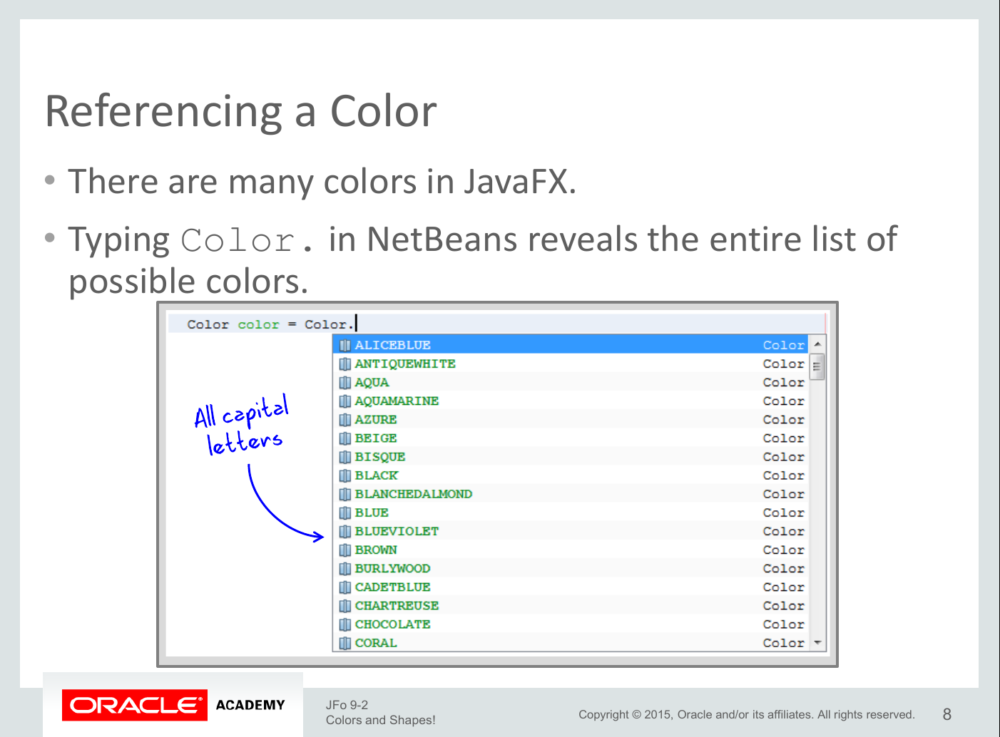 Referencing a Color
• There are many colors in JavaFX.
• Typing Color. in NetBeans reveals the entire list of
possible colors.
Color color = Color.
ALICEBLUE Color
ANTIQUEWHITE Color
AQUA Color
AQUAMARINE Color
AZURE Color
BEIGE Color
BISQUE Color
BLACK Color
BLANCHEDALMOND Color
BLUE Color
BLUEVIOLET Color
BROWN Color
BURLYWOOD Color
CADETBLUE Color
CHARTREUSE Color
CHOCOLATE Color
CORAL Color
All capital
letters
ORACLE® ACADEMY
JFo 9-2
Colors and Shapes!
Copyright © 2015, Oracle and/or its affiliates. All rights reserved. 8